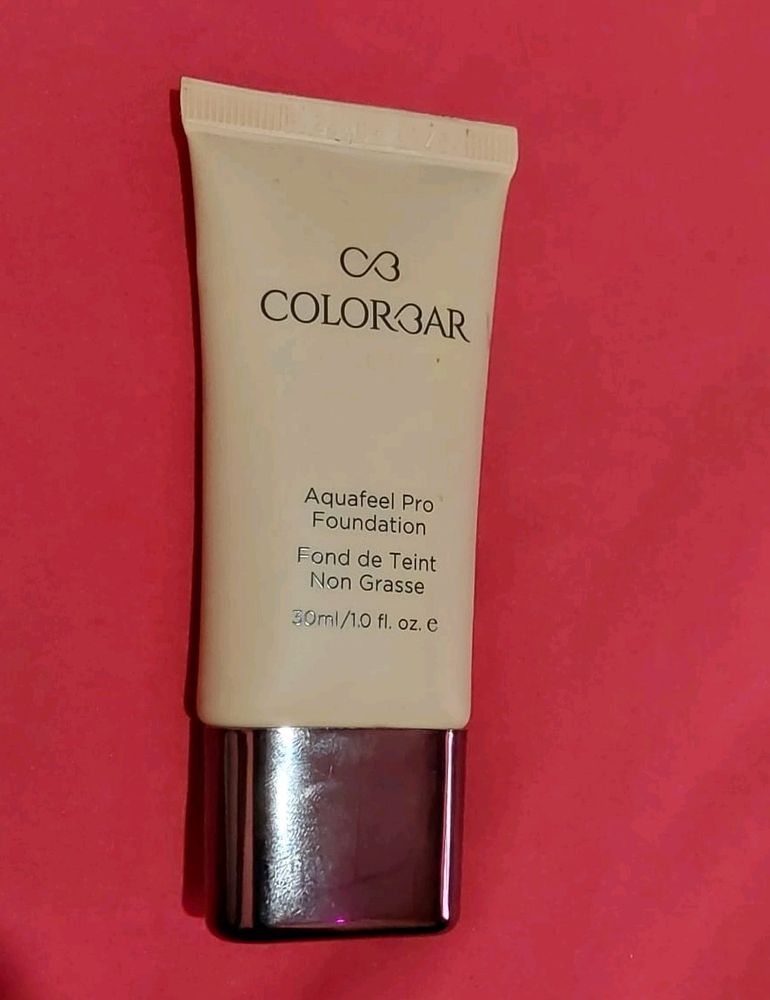 CB
COLORBAR
Aquafeel Pro
Foundation
Fond de Teint
Non Grasse
30ml/1.0 fl. oz. e